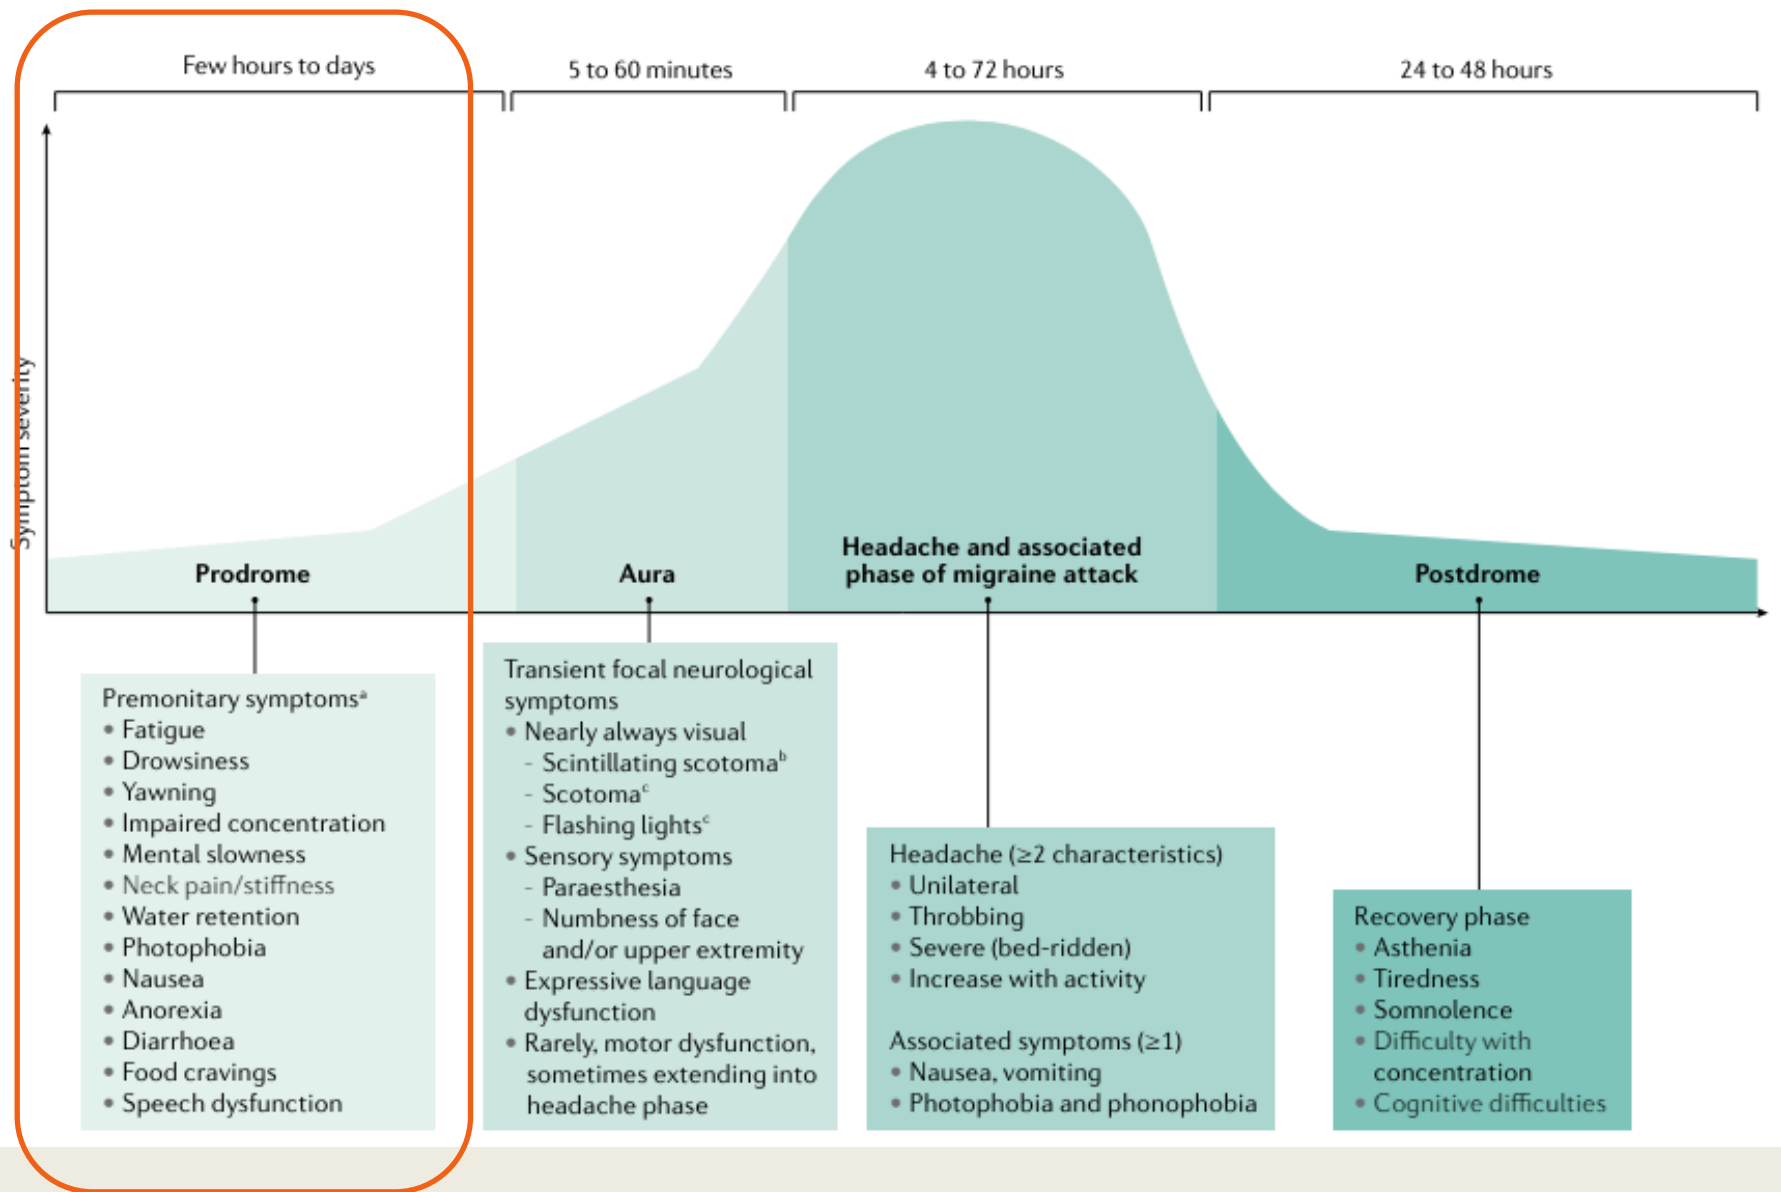 Few hours to days
5 to 60 minutes
4 to 72 hours
24 to 48 hours
Symptom severity
Prodrome
Aura
Headache and associated
phase of migraine attack
Postdrome
Premonitary symptomsᵃ
• Fatigue
• Drowsiness
• Yawning
• Impaired concentration
• Mental slowness
• Neck pain/stiffness
• Water retention
• Photophobia
• Nausea
• Anorexia
• Diarrhoea
• Food cravings
• Speech dysfunction
Transient focal neurological
symptoms
• Nearly always visual
- Scintillating scotomaᵇ
- Scotomaᶜ
- Flashing lightsᶜ
• Sensory symptoms
- Paraesthesia
- Numbness of face
and/or upper extremity
• Expressive language
dysfunction
• Rarely, motor dysfunction,
sometimes extending into
headache phase
Headache (≥2 characteristics)
• Unilateral
• Throbbing
• Severe (bed-ridden)
• Increase with activity
Associated symptoms (≥1)
• Nausea, vomiting
• Photophobia and phonophobia
Recovery phase
• Asthenia
• Tiredness
• Somnolence
• Difficulty with
concentration
• Cognitive difficulties